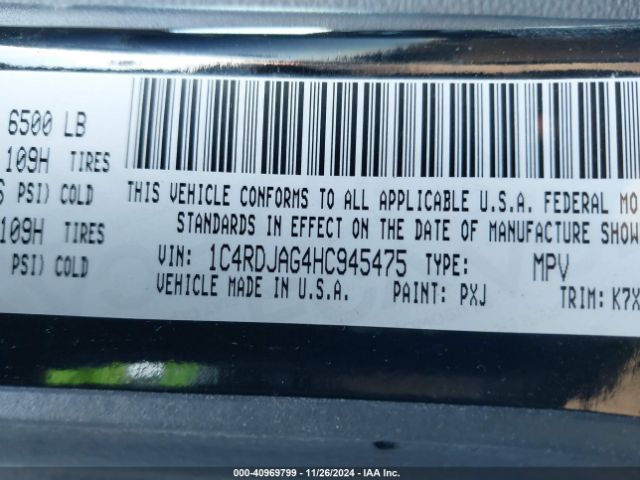 6500 LB
109H TIRES
PSI) COLD
109H TIRES
PSI) COLD
THIS VEHICLE CONFORMS TO ALL APPLICABLE U.S.A. FEDERAL MO
STANDARDS IN EFFECT ON THE DATE OF MANUFACTURE SHOW
VIN: 1C4RDJAG4HC945475 TYPE: MPV
VEHICLE MADE IN U.S.A. PAINT: PXJ TRIM: K7X
000-40969799 — 11/26/2024 — IAA Inc.